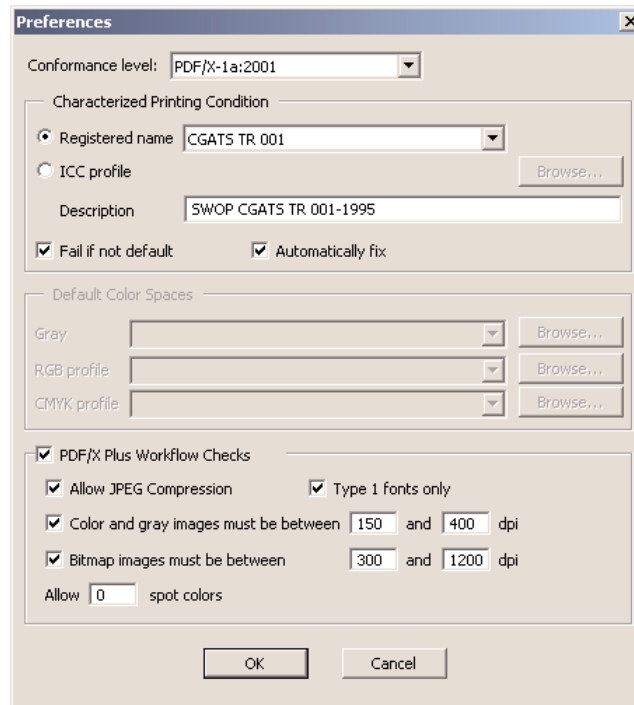 Preferences
Conformance level: PDF/X-1a:2001
Characterized Printing Condition
Registered name CGATS TR 001
ICC profile Browse...
Description SWOP CGATS TR 001-1995
Fail if not default Automatically fix
Default Color Spaces
Gray Browse...
RGB profile Browse...
CMYK profile Browse...
PDF/X Plus Workflow Checks
Allow JPEG Compression Type 1 fonts only
Color and gray images must be between 150 and 400 dpi
Bitmap images must be between 300 and 1200 dpi
Allow 0 spot colors
OK Cancel